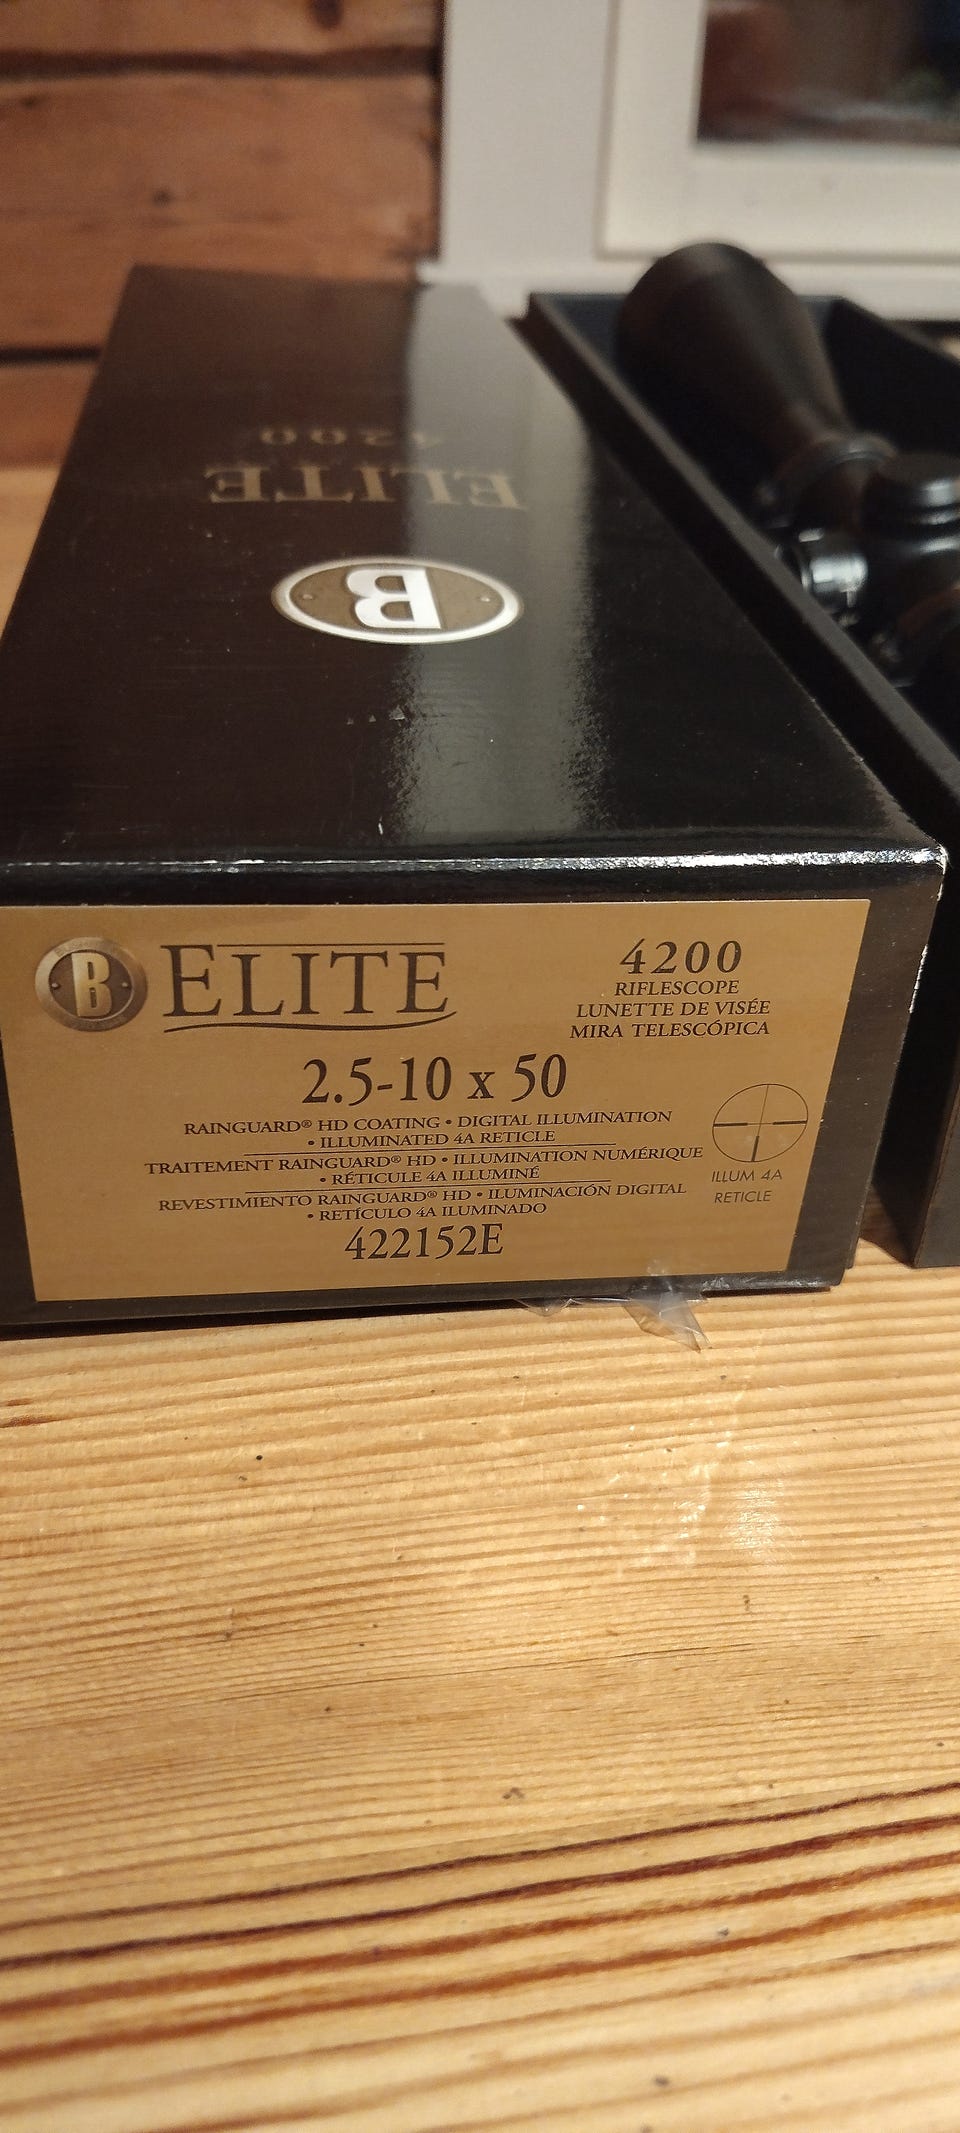 4200
ELITE
B
B ELITE
4200
RIFLESCOPE
LUNETTE DE VISÉE
MIRA TELESCÓPICA
2.5-10 x 50
RAINGUARD® HD COATING • DIGITAL ILLUMINATION
• ILLUMINATED 4A RETICLE
TRAITEMENT RAINGUARD® HD • ILLUMINATION NUMÉRIQUE
• RÉTICULE 4A ILLUMINÉ
REVESTIMIENTO RAINGUARD® HD • ILUMINACIÓN DIGITAL
• RETÍCULO 4A ILUMINADO
ILLUM 4A
RETICLE
422152E